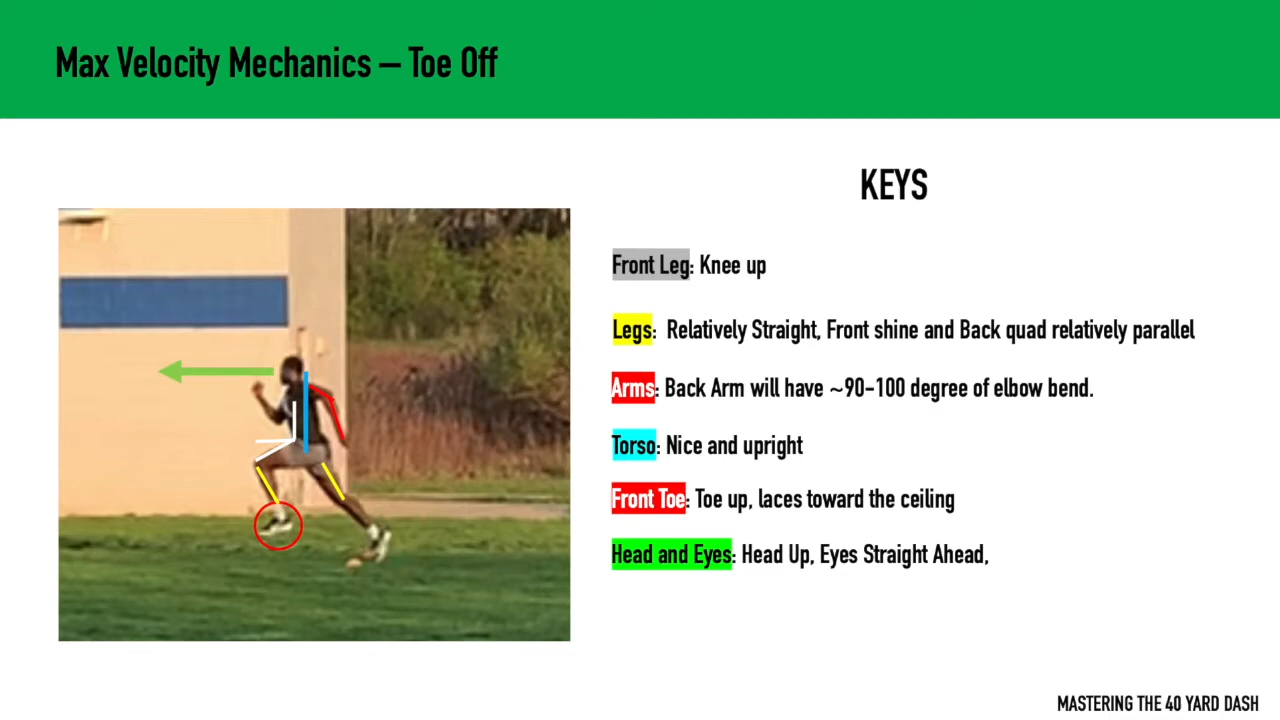 Max Velocity Mechanics – Toe Off
KEYS
Front Leg: Knee up
Legs: Relatively Straight, Front shine and Back quad relatively parallel
Arms: Back Arm will have ~90-100 degree of elbow bend.
Torso: Nice and upright
Front Toe: Toe up, laces toward the ceiling
Head and Eyes: Head Up, Eyes Straight Ahead,
MASTERING THE 40 YARD DASH